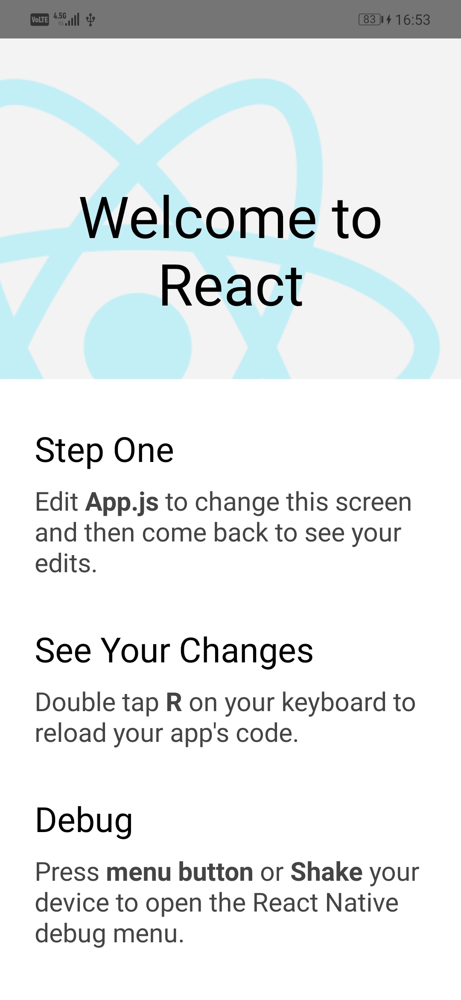 VoLTE 4.5G 83 16:53
Welcome to
React
Step One
Edit App.js to change this screen
and then come back to see your
edits.
See Your Changes
Double tap R on your keyboard to
reload your app's code.
Debug
Press menu button or Shake your
device to open the React Native
debug menu.